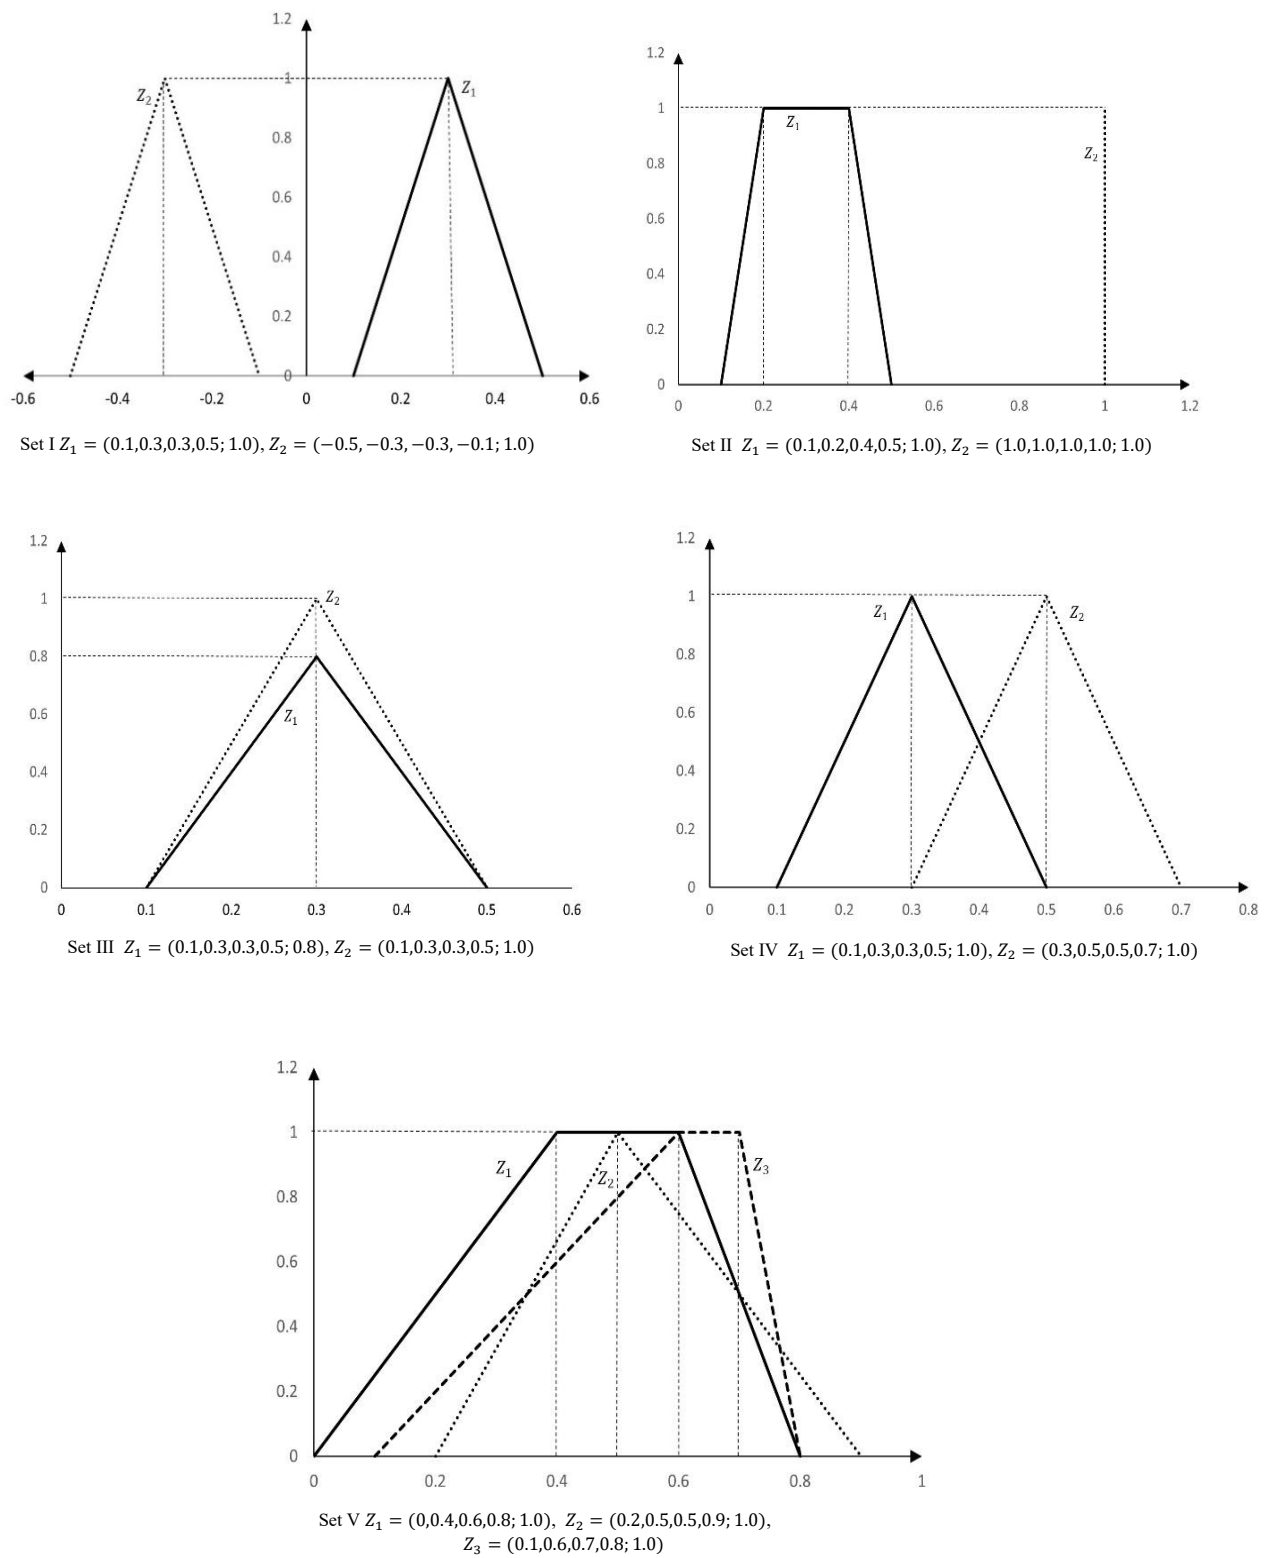 1.2
1
0.8
0.6
0.4
0.2
0
Z₂
Z₁
-0.6 -0.4 -0.2 0 0.2 0.4 0.6
Set I Z₁ = (0.1,0.3,0.3,0.5; 1.0), Z₂ = (−0.5, −0.3, −0.3, −0.1; 1.0)
1.2
1
0.8
0.6
0.4
0.2
0
Z₁
Z₂
0 0.2 0.4 0.6 0.8 1 1.2
Set II Z₁ = (0.1,0.2,0.4,0.5; 1.0), Z₂ = (1.0,1.0,1.0,1.0; 1.0)
1.2
1
0.8
0.6
0.4
0.2
0
Z₂
Z₁
0 0.1 0.2 0.3 0.4 0.5 0.6
Set III Z₁ = (0.1,0.3,0.3,0.5; 0.8), Z₂ = (0.1,0.3,0.3,0.5; 1.0)
1.2
1
0.8
0.6
0.4
0.2
0
Z₁
Z₂
0 0.1 0.2 0.3 0.4 0.5 0.6 0.7 0.8
Set IV Z₁ = (0.1,0.3,0.3,0.5; 1.0), Z₂ = (0.3,0.5,0.5,0.7; 1.0)
1.2
1
0.8
0.6
0.4
0.2
0
Z₁
Z₂
Z₃
0 0.2 0.4 0.6 0.8 1
Set V Z₁ = (0,0.4,0.6,0.8; 1.0), Z₂ = (0.2,0.5,0.5,0.9; 1.0),
Z₃ = (0.1,0.6,0.7,0.8; 1.0)